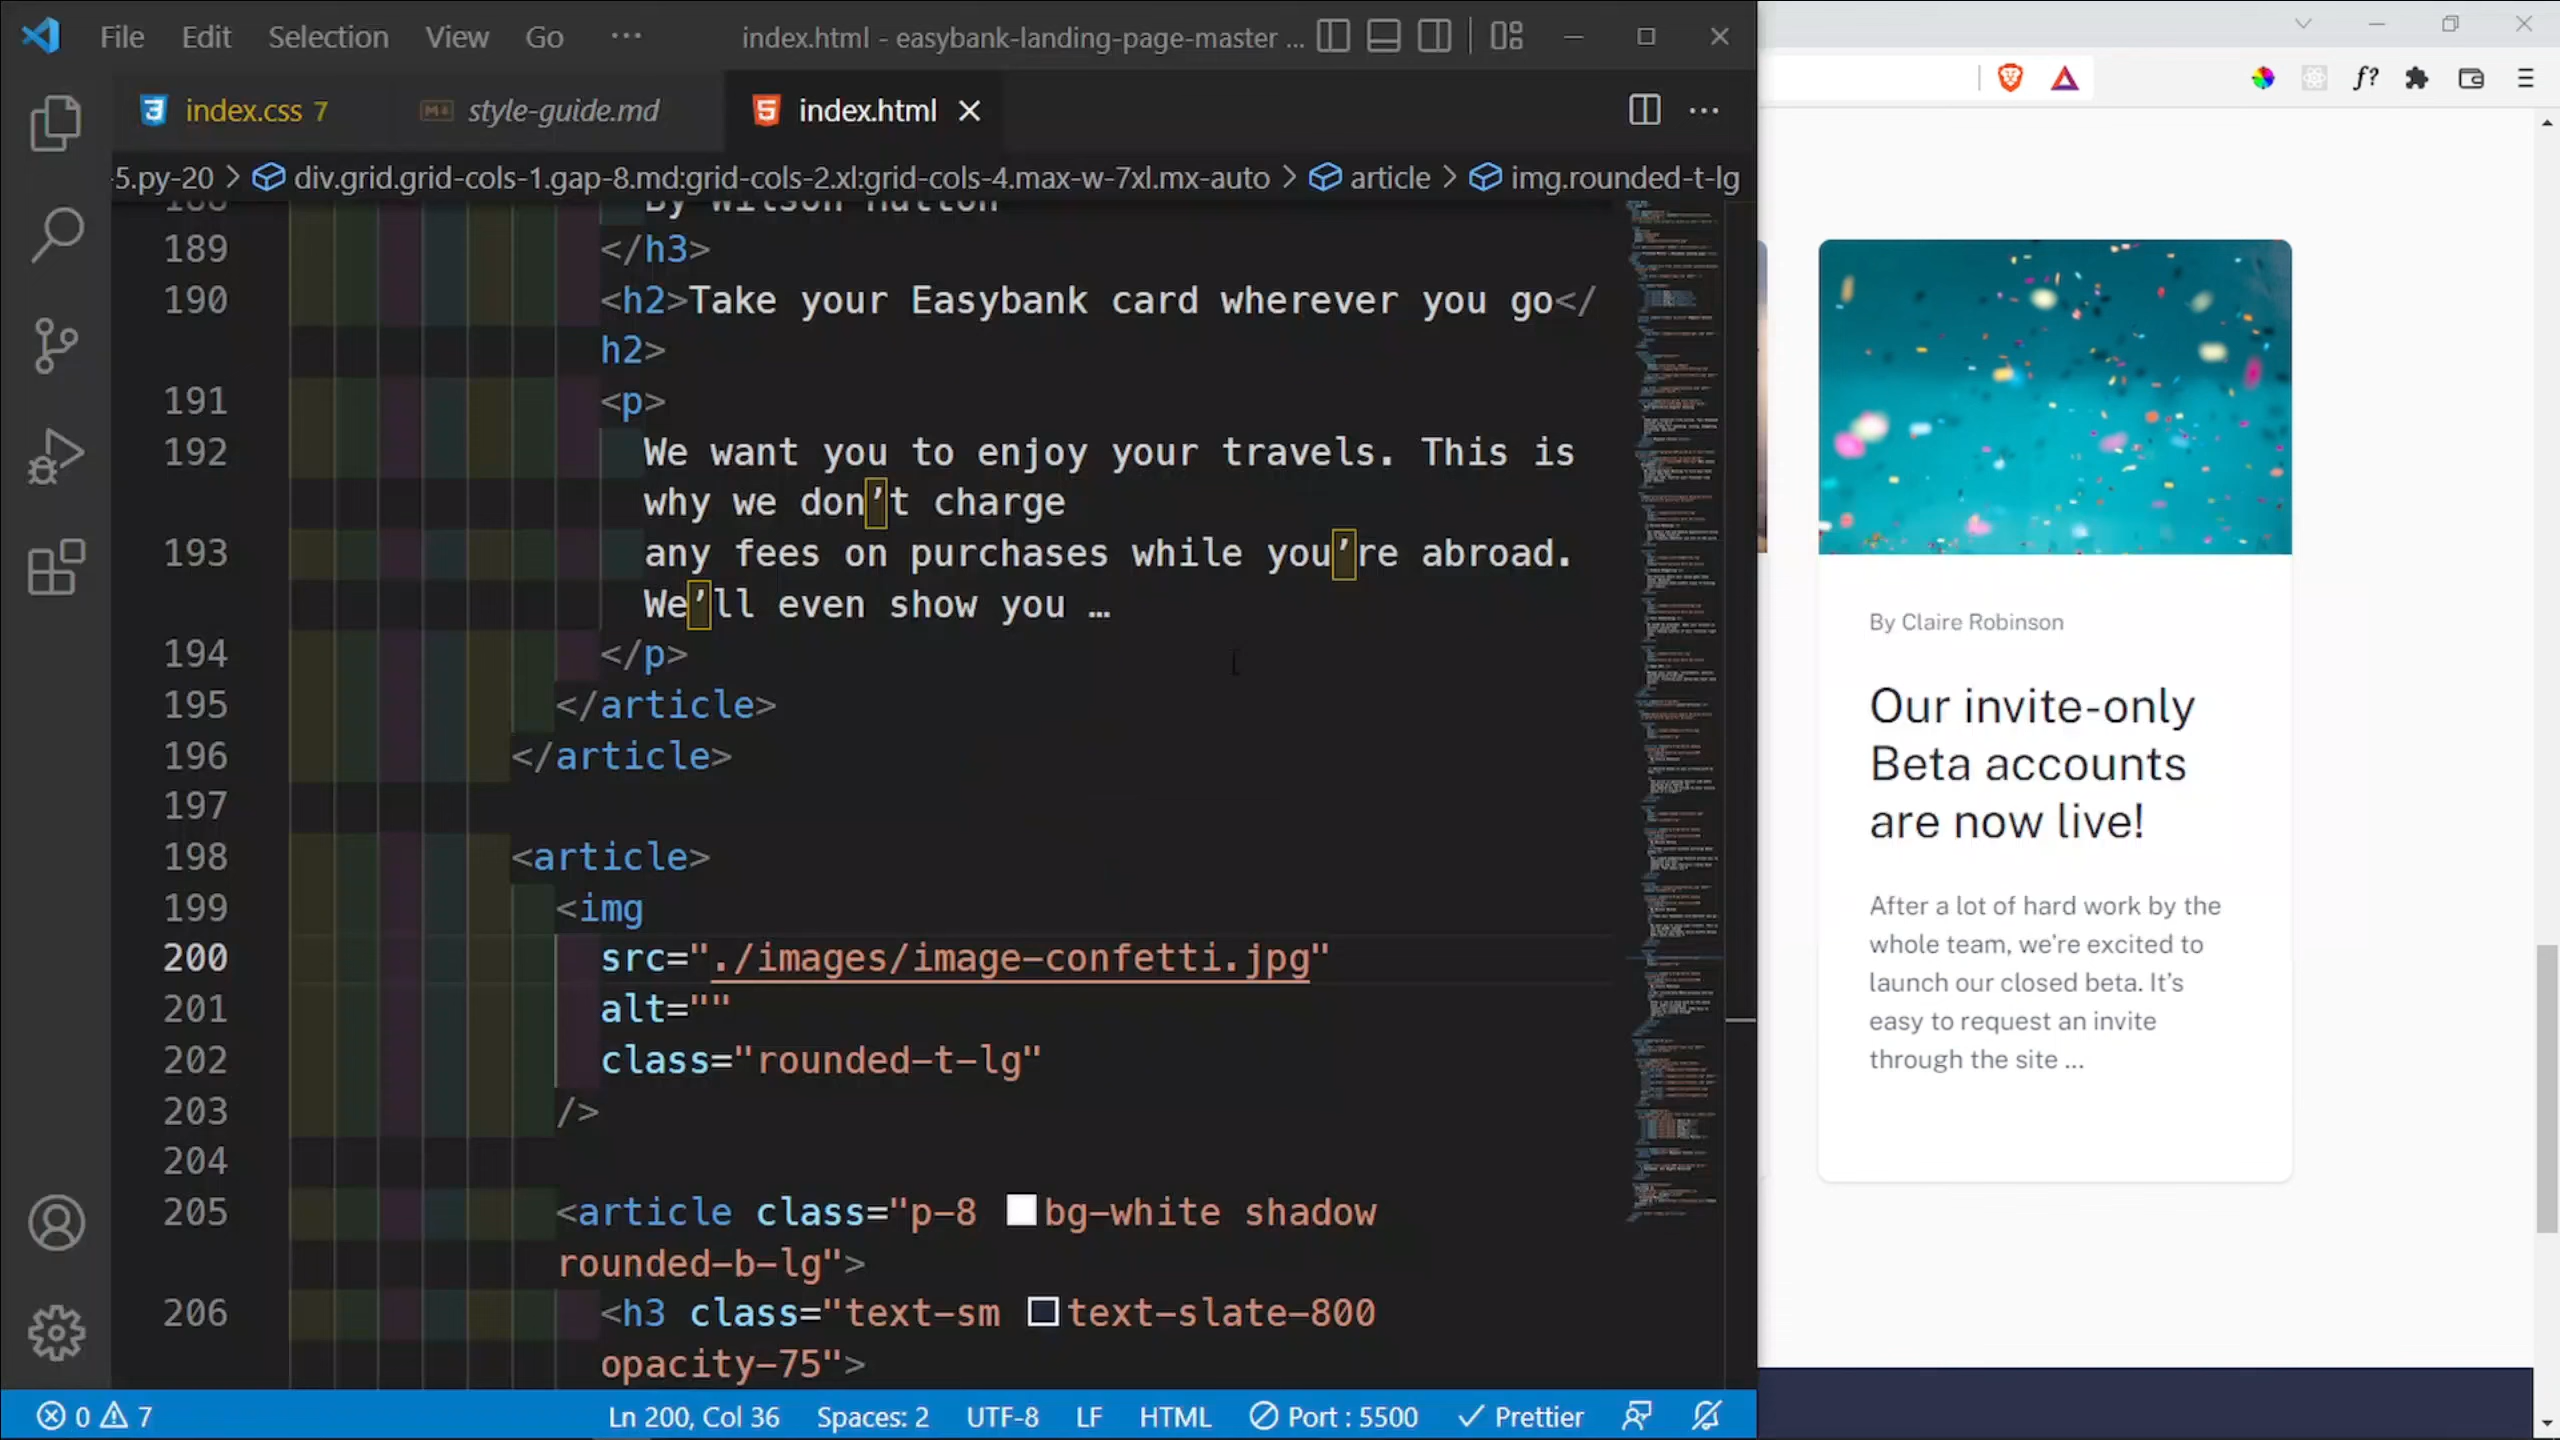 File Edit Selection View Go ··· index.html - easybank-landing-page-master ...
index.css 7 style-guide.md index.html
-5.py-20 > div.grid.grid-cols-1.gap-8.md:grid-cols-2.xl:grid-cols-4.max-w-7xl.mx-auto > article > img.rounded-t-lg
188 By Wilson Hutton
189 </h3>
190 <h2>Take your Easybank card wherever you go</
h2>
191 <p>
192 We want you to enjoy your travels. This is
why we don’t charge
193 any fees on purchases while you’re abroad.
We’ll even show you …
194 </p>
195 </article>
196 </article>
197
198 <article>
199 <img
200 src="./images/image-confetti.jpg"
201 alt=""
202 class="rounded-t-lg"
203 />
204
205 <article class="p-8 bg-white shadow
rounded-b-lg">
206 <h3 class="text-sm text-slate-800
opacity-75">
0 7 Ln 200, Col 36 Spaces: 2 UTF-8 LF HTML Port : 5500 Prettier
f?
By Claire Robinson
Our invite-only
Beta accounts
are now live!
After a lot of hard work by the
whole team, we’re excited to
launch our closed beta. It’s
easy to request an invite
through the site …